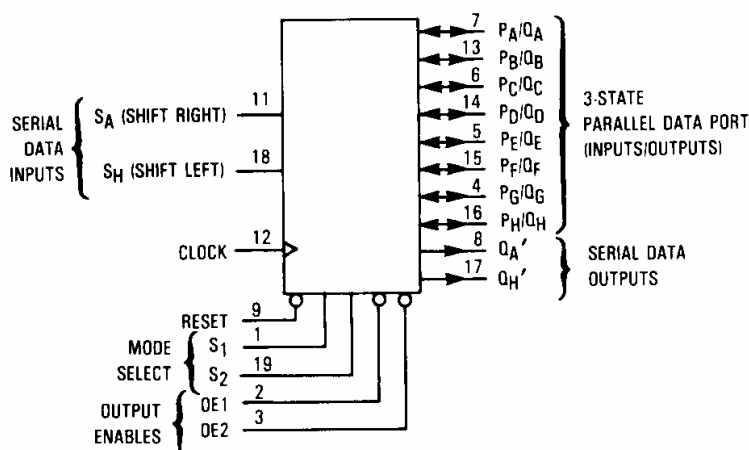 7 PA/QA
13 PB/QB
6 PC/QC
14 PD/QD
5 PE/QE
15 PF/QF
4 PG/QG
16 PH/QH
3-STATE
PARALLEL DATA PORT
(INPUTS/OUTPUTS)
8 QA'
17 QH'
SERIAL DATA
OUTPUTS
SERIAL
DATA
INPUTS
SA (SHIFT RIGHT) 11
SH (SHIFT LEFT) 18
CLOCK 12
RESET 9
MODE
SELECT
S1 1
S2 19
OUTPUT
ENABLES
OE1 2
OE2 3